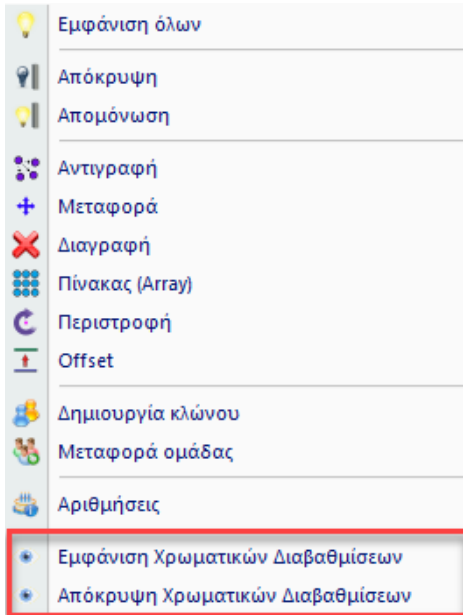 Εμφάνιση όλων
Απόκρυψη
Απομόνωση
Αντιγραφή
Μεταφορά
Διαγραφή
Πίνακας (Array)
Περιστροφή
Offset
Δημιουργία κλώνου
Μεταφορά ομάδας
Αριθμήσεις
Εμφάνιση Χρωματικών Διαβαθμίσεων
Απόκρυψη Χρωματικών Διαβαθμίσεων